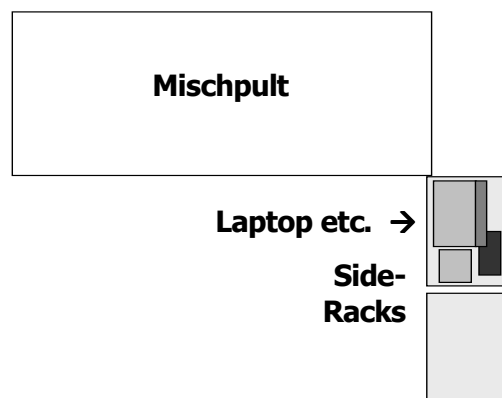 Mischpult
Laptop etc. →
Side-
Racks